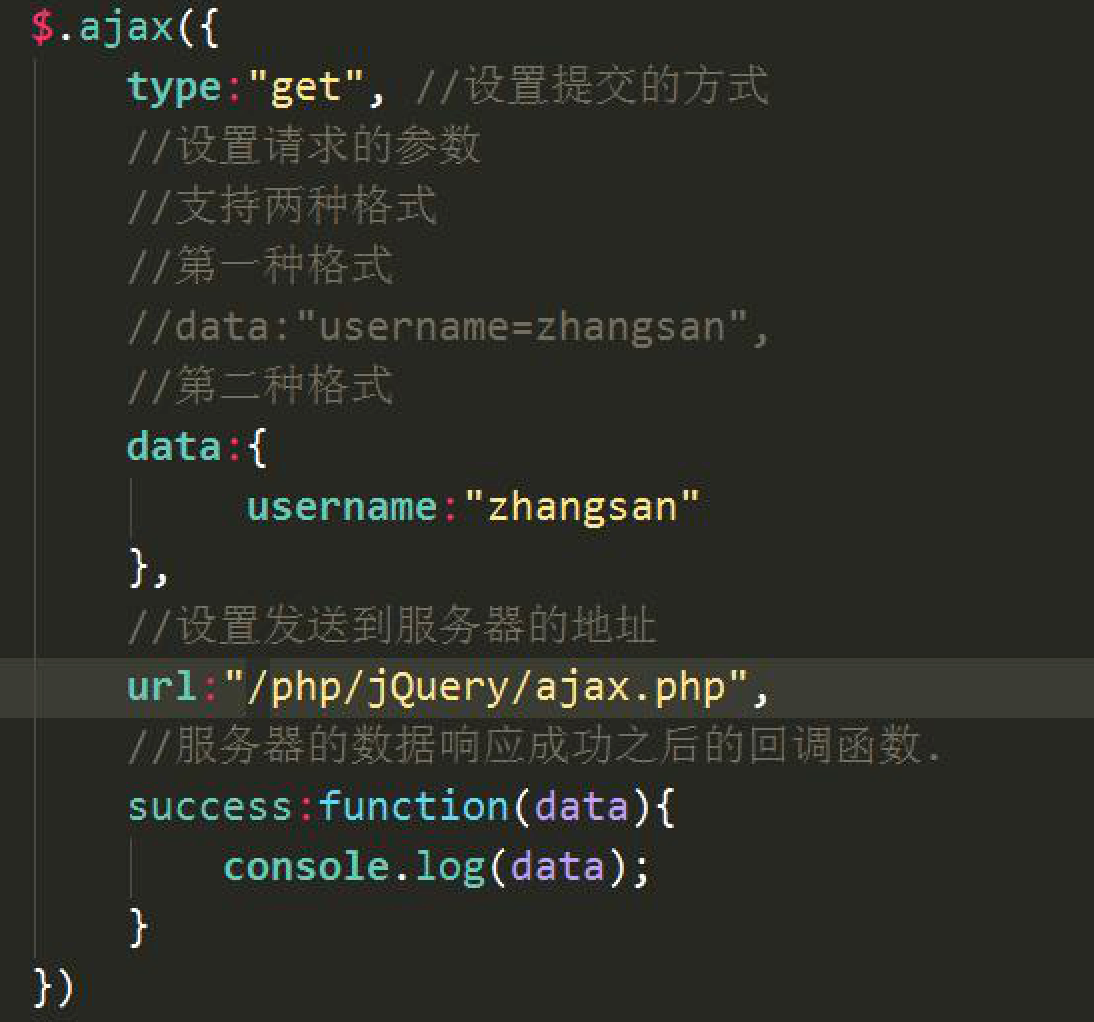 $.ajax({
    type:"get", //设置提交的方式
    //设置请求的参数
    //支持两种格式
    //第一种格式
    //data:"username=zhangsan",
    //第二种格式
    data:{
         username:"zhangsan"
    },
    //设置发送到服务器的地址
    url:"/php/jQuery/ajax.php",
    //服务器的数据响应成功之后的回调函数.
    success:function(data){
        console.log(data);
    }
})